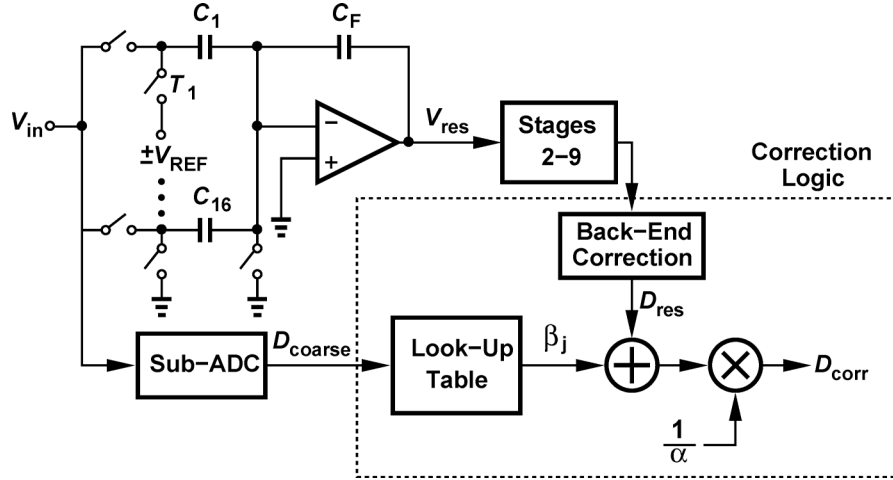 C1
CF
T1
Vin
±VREF
C16
−
+
Vres
Stages
2−9
Correction
Logic
Back−End
Correction
Dres
Sub−ADC
Dcoarse
Look−Up
Table
βj
+
×
Dcorr
1
α